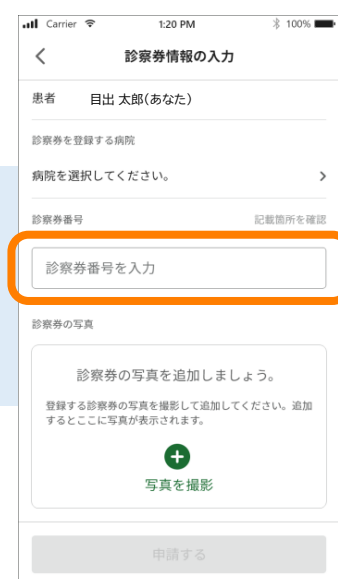 Carrier 1:20 PM 100%
診察券情報の入力
患者 目出 太郎(あなた)
診察券を登録する病院
病院を選択してください。
診察券番号 記載箇所を確認
診察券番号を入力
診察券の写真
診察券の写真を追加しましょう。
登録する診察券の写真を撮影して追加してください。追加
するとここに写真が表示されます。
写真を撮影
申請する